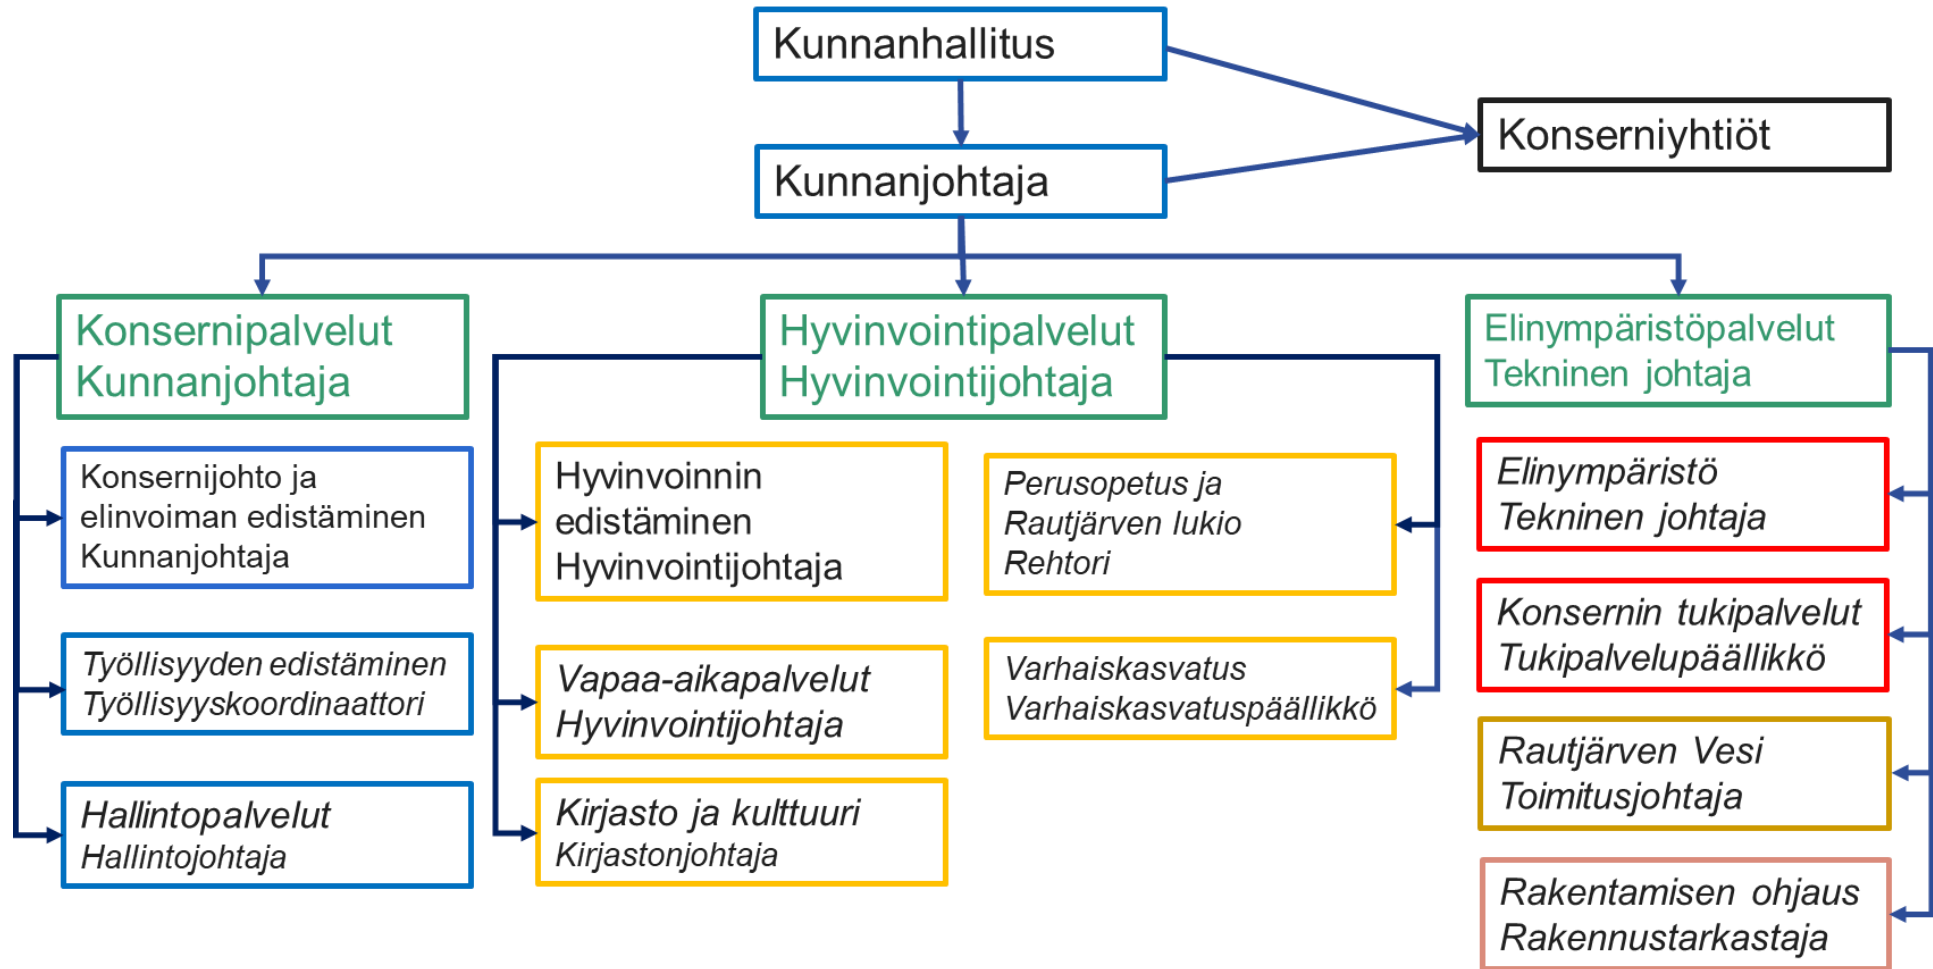 Kunnanhallitus
Konserniyhtiöt
Kunnanjohtaja
Konsernipalvelut
Kunnanjohtaja
Hyvinvointipalvelut
Hyvinvointijohtaja
Elinympäristöpalvelut
Tekninen johtaja
Konsernijohto ja
elinvoiman edistäminen
Kunnanjohtaja
Työllisyyden edistäminen
Työllisyyskoordinaattori
Hallintopalvelut
Hallintojohtaja
Hyvinvoinnin
edistäminen
Hyvinvointijohtaja
Vapaa-aikapalvelut
Hyvinvointijohtaja
Kirjasto ja kulttuuri
Kirjastonjohtaja
Perusopetus ja
Rautjärven lukio
Rehtori
Varhaiskasvatus
Varhaiskasvatuspäällikkö
Elinympäristö
Tekninen johtaja
Konsernin tukipalvelut
Tukipalvelupäällikkö
Rautjärven Vesi
Toimitusjohtaja
Rakentamisen ohjaus
Rakennustarkastaja